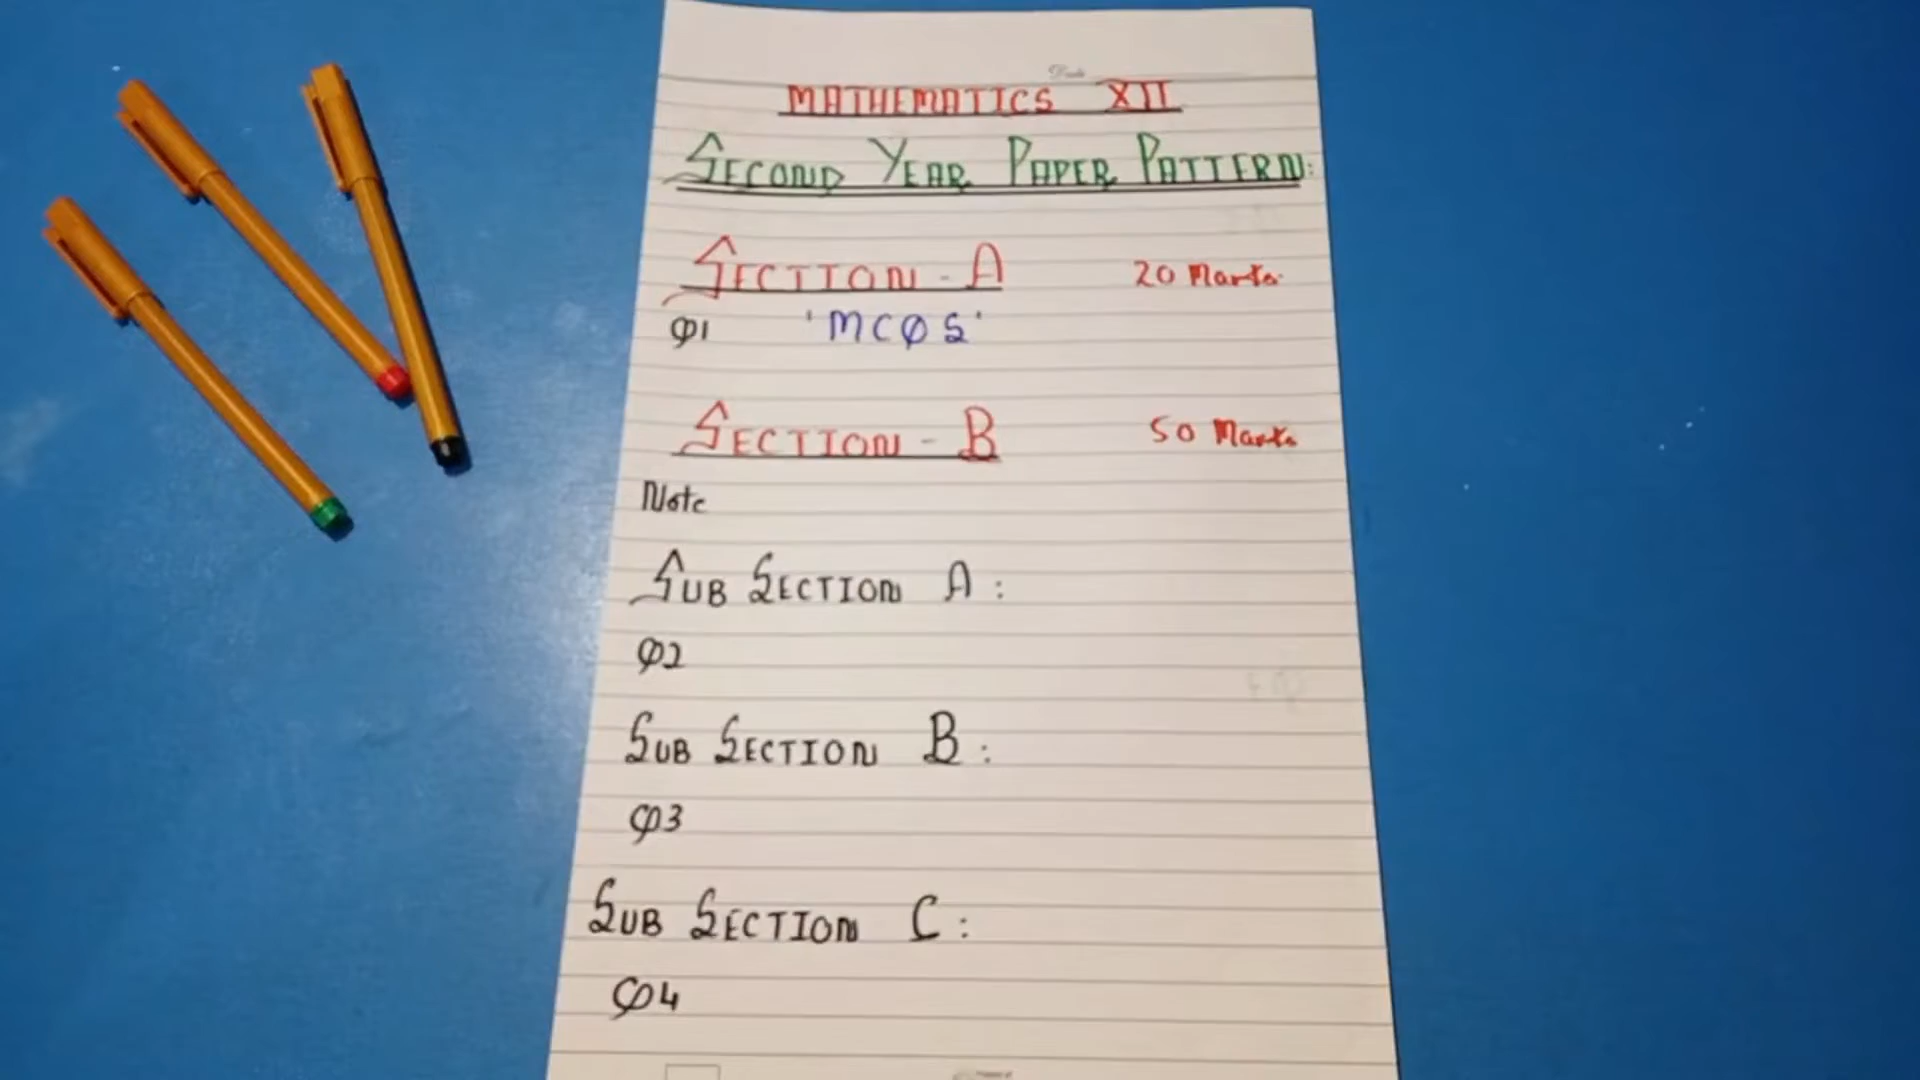 Date
MATHEMATICS XII
SECOND YEAR PAPER PATTERN:
SECTION - A 20 Marks.
Q1 'MCQS'
SECTION - B 50 Marks
Note
SUB SECTION A :
Q2
SUB SECTION B :
Q3
SUB SECTION C :
Q4